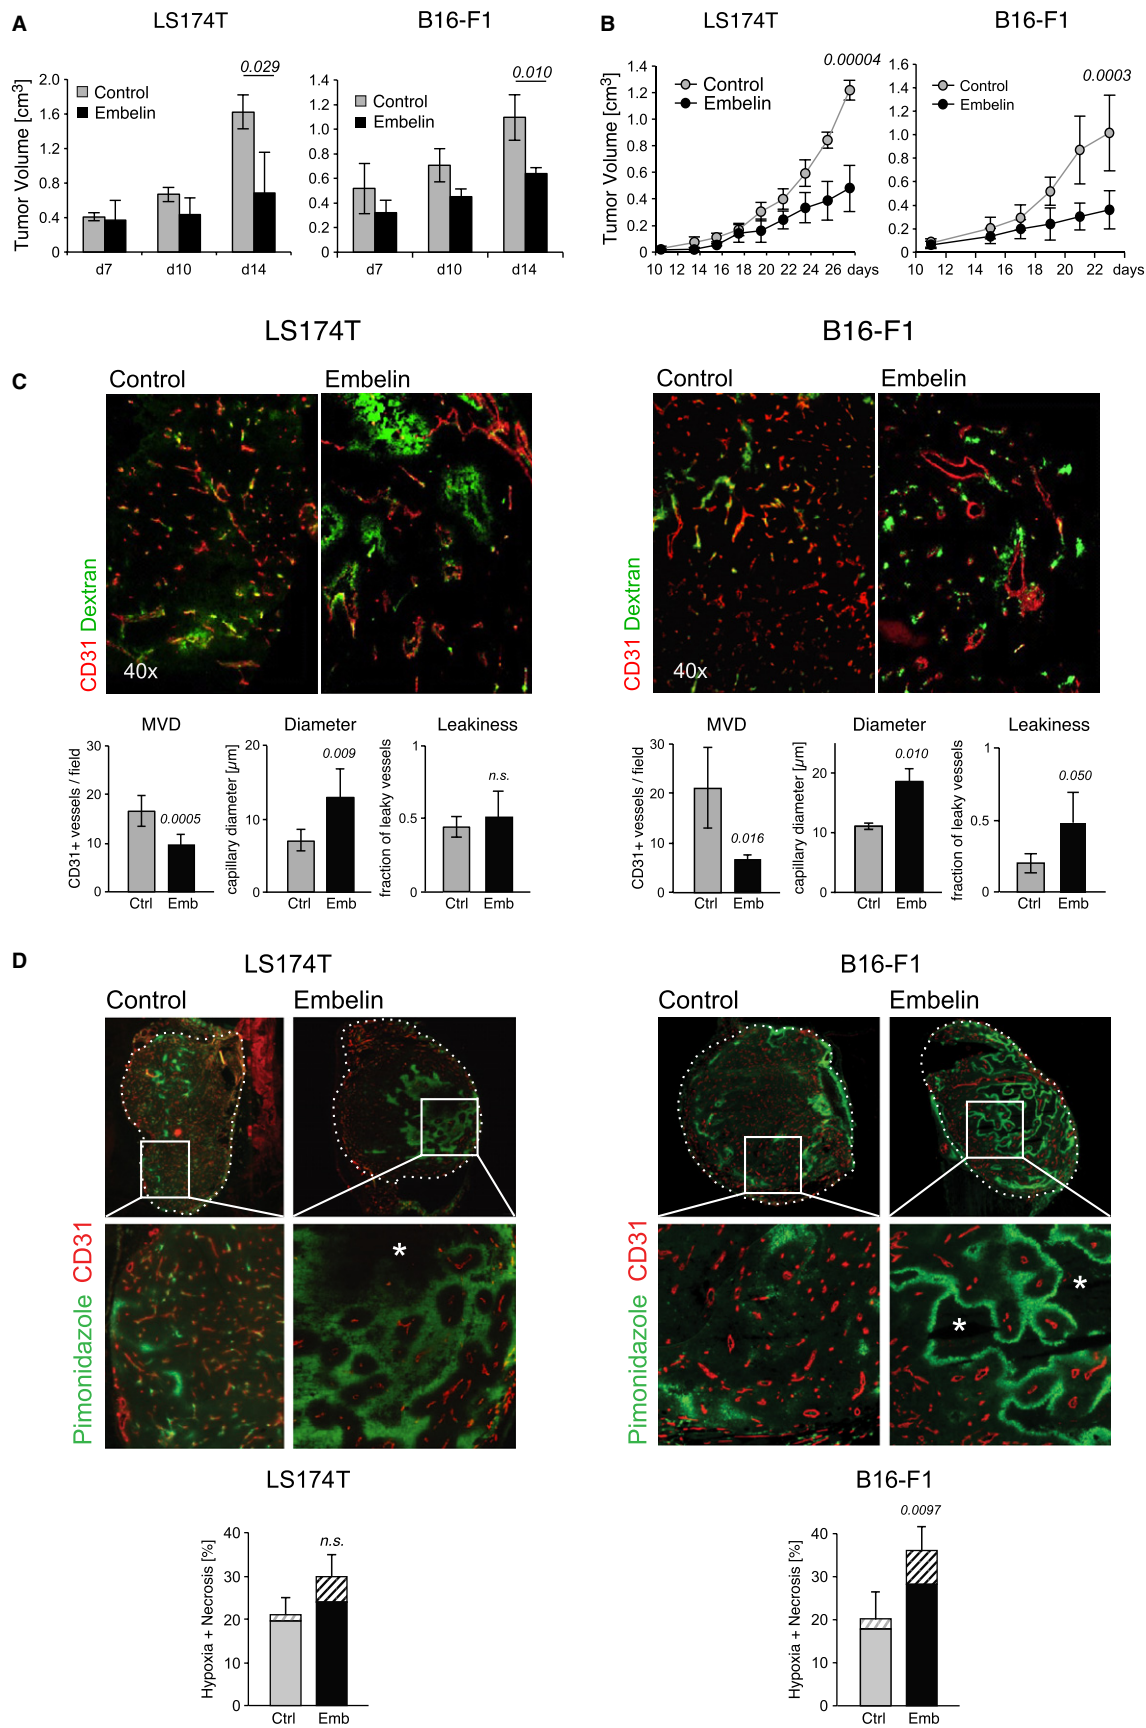 A
LS174T
B16-F1
Tumor Volume [cm3]
2.0
1.6
1.2
0.8
0.4
0
Control
Embelin
0.029
d7 d10 d14
1.4
1.2
1.0
0.8
0.6
0.4
0.2
0
Control
Embelin
0.010
d7 d10 d14
B
LS174T
B16-F1
Tumor Volume [cm3]
1.4
1.2
1.0
0.8
0.6
0.4
0.2
0
Control
Embelin
0.00004
10 12 14 16 18 20 22 24 26 days
1.6
1.4
1.2
1.0
0.8
0.6
0.4
0.2
0
Control
Embelin
0.0003
10 12 14 16 18 20 22 days
LS174T
B16-F1
C
Control
Embelin
Control
Embelin
CD31 Dextran
40x
CD31 Dextran
40x
MVD
CD31+ vessels / field
30
20
10
0
0.0005
Ctrl Emb
Diameter
capillary diameter [µm]
20
10
0
0.009
Ctrl Emb
Leakiness
fraction of leaky vessels
1
0.5
0
n.s.
Ctrl Emb
MVD
CD31+ vessels / field
30
20
10
0
0.016
Ctrl Emb
Diameter
capillary diameter [µm]
20
10
0
0.010
Ctrl Emb
Leakiness
fraction of leaky vessels
1
0.5
0
0.050
Ctrl Emb
D
LS174T
B16-F1
Control
Embelin
Control
Embelin
Pimonidazole CD31
*
Pimonidazole CD31
*
*
LS174T
Hypoxia + Necrosis [%]
40
30
20
10
0
n.s.
Ctrl Emb
B16-F1
Hypoxia + Necrosis [%]
40
30
20
10
0
0.0097
Ctrl Emb